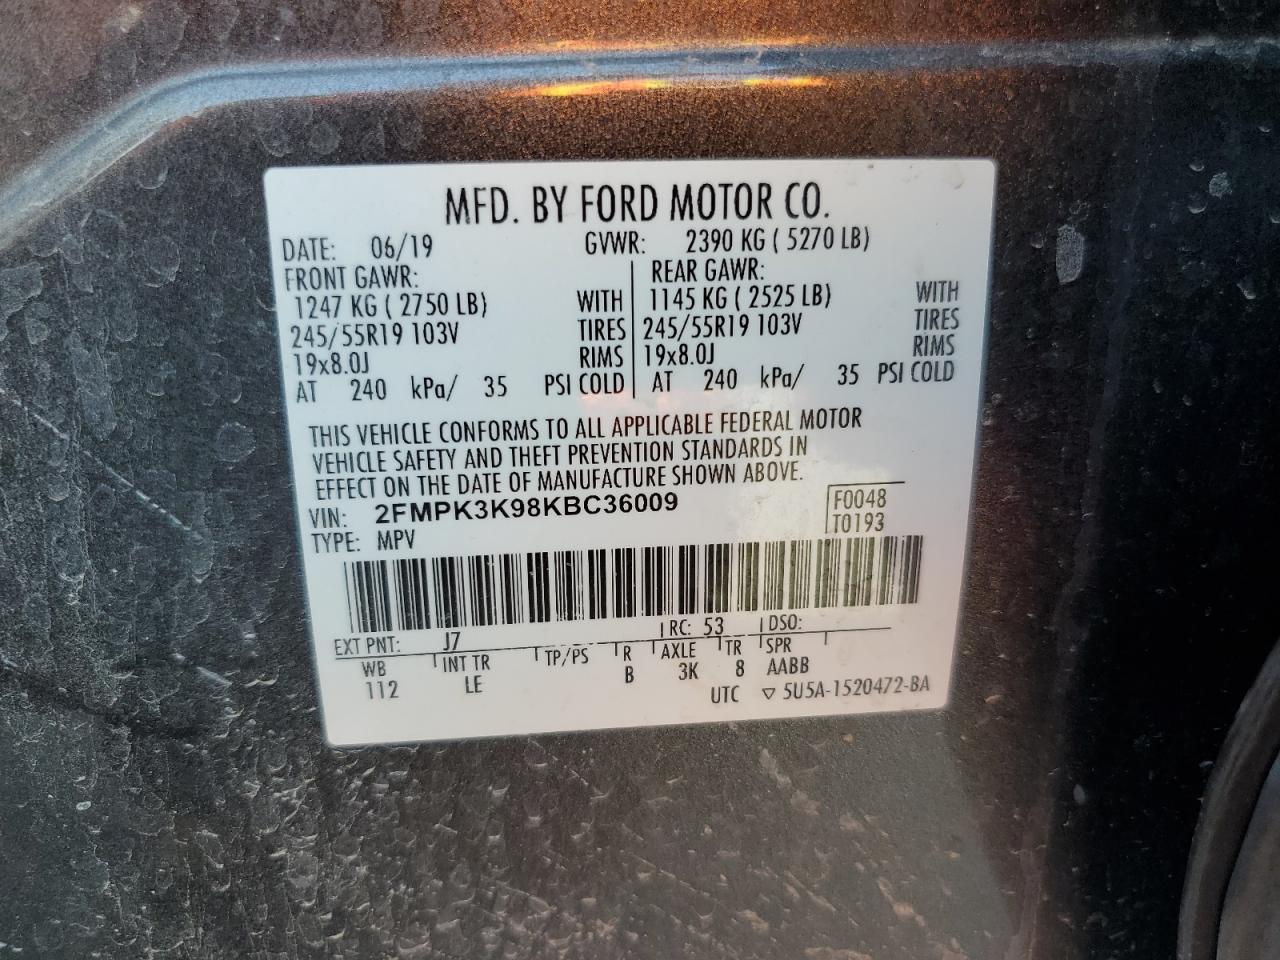 MFD. BY FORD MOTOR CO.
DATE: 06/19 GVWR: 2390 KG ( 5270 LB)
FRONT GAWR: REAR GAWR:
1247 KG ( 2750 LB) WITH 1145 KG ( 2525 LB) WITH
245/55R19 103V TIRES 245/55R19 103V TIRES
19x8.0J RIMS 19x8.0J RIMS
AT 240 kPa/ 35 PSI COLD AT 240 kPa/ 35 PSI COLD
THIS VEHICLE CONFORMS TO ALL APPLICABLE FEDERAL MOTOR
VEHICLE SAFETY AND THEFT PREVENTION STANDARDS IN
EFFECT ON THE DATE OF MANUFACTURE SHOWN ABOVE.
VIN: 2FMPK3K98KBC36009 F0048
TYPE: MPV T0193
EXT PNT: J7 RC: 53 DSO:
WB INT TR TP/PS R AXLE TR SPR
112 LE B 3K 8 AABB
UTC ▽ 5U5A-1520472-BA